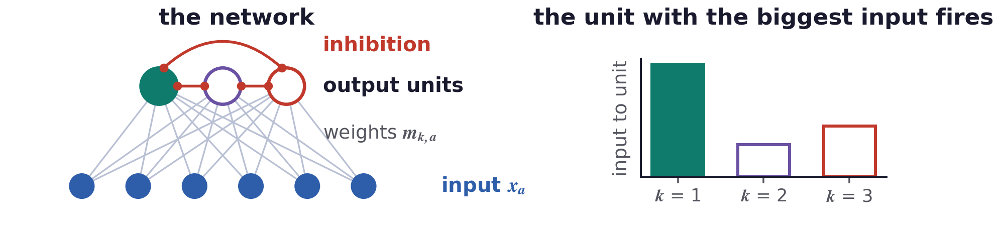 the network
inhibition
output units
weights m_{k,a}
input x_a
the unit with the biggest input fires
input to unit
k = 1
k = 2
k = 3